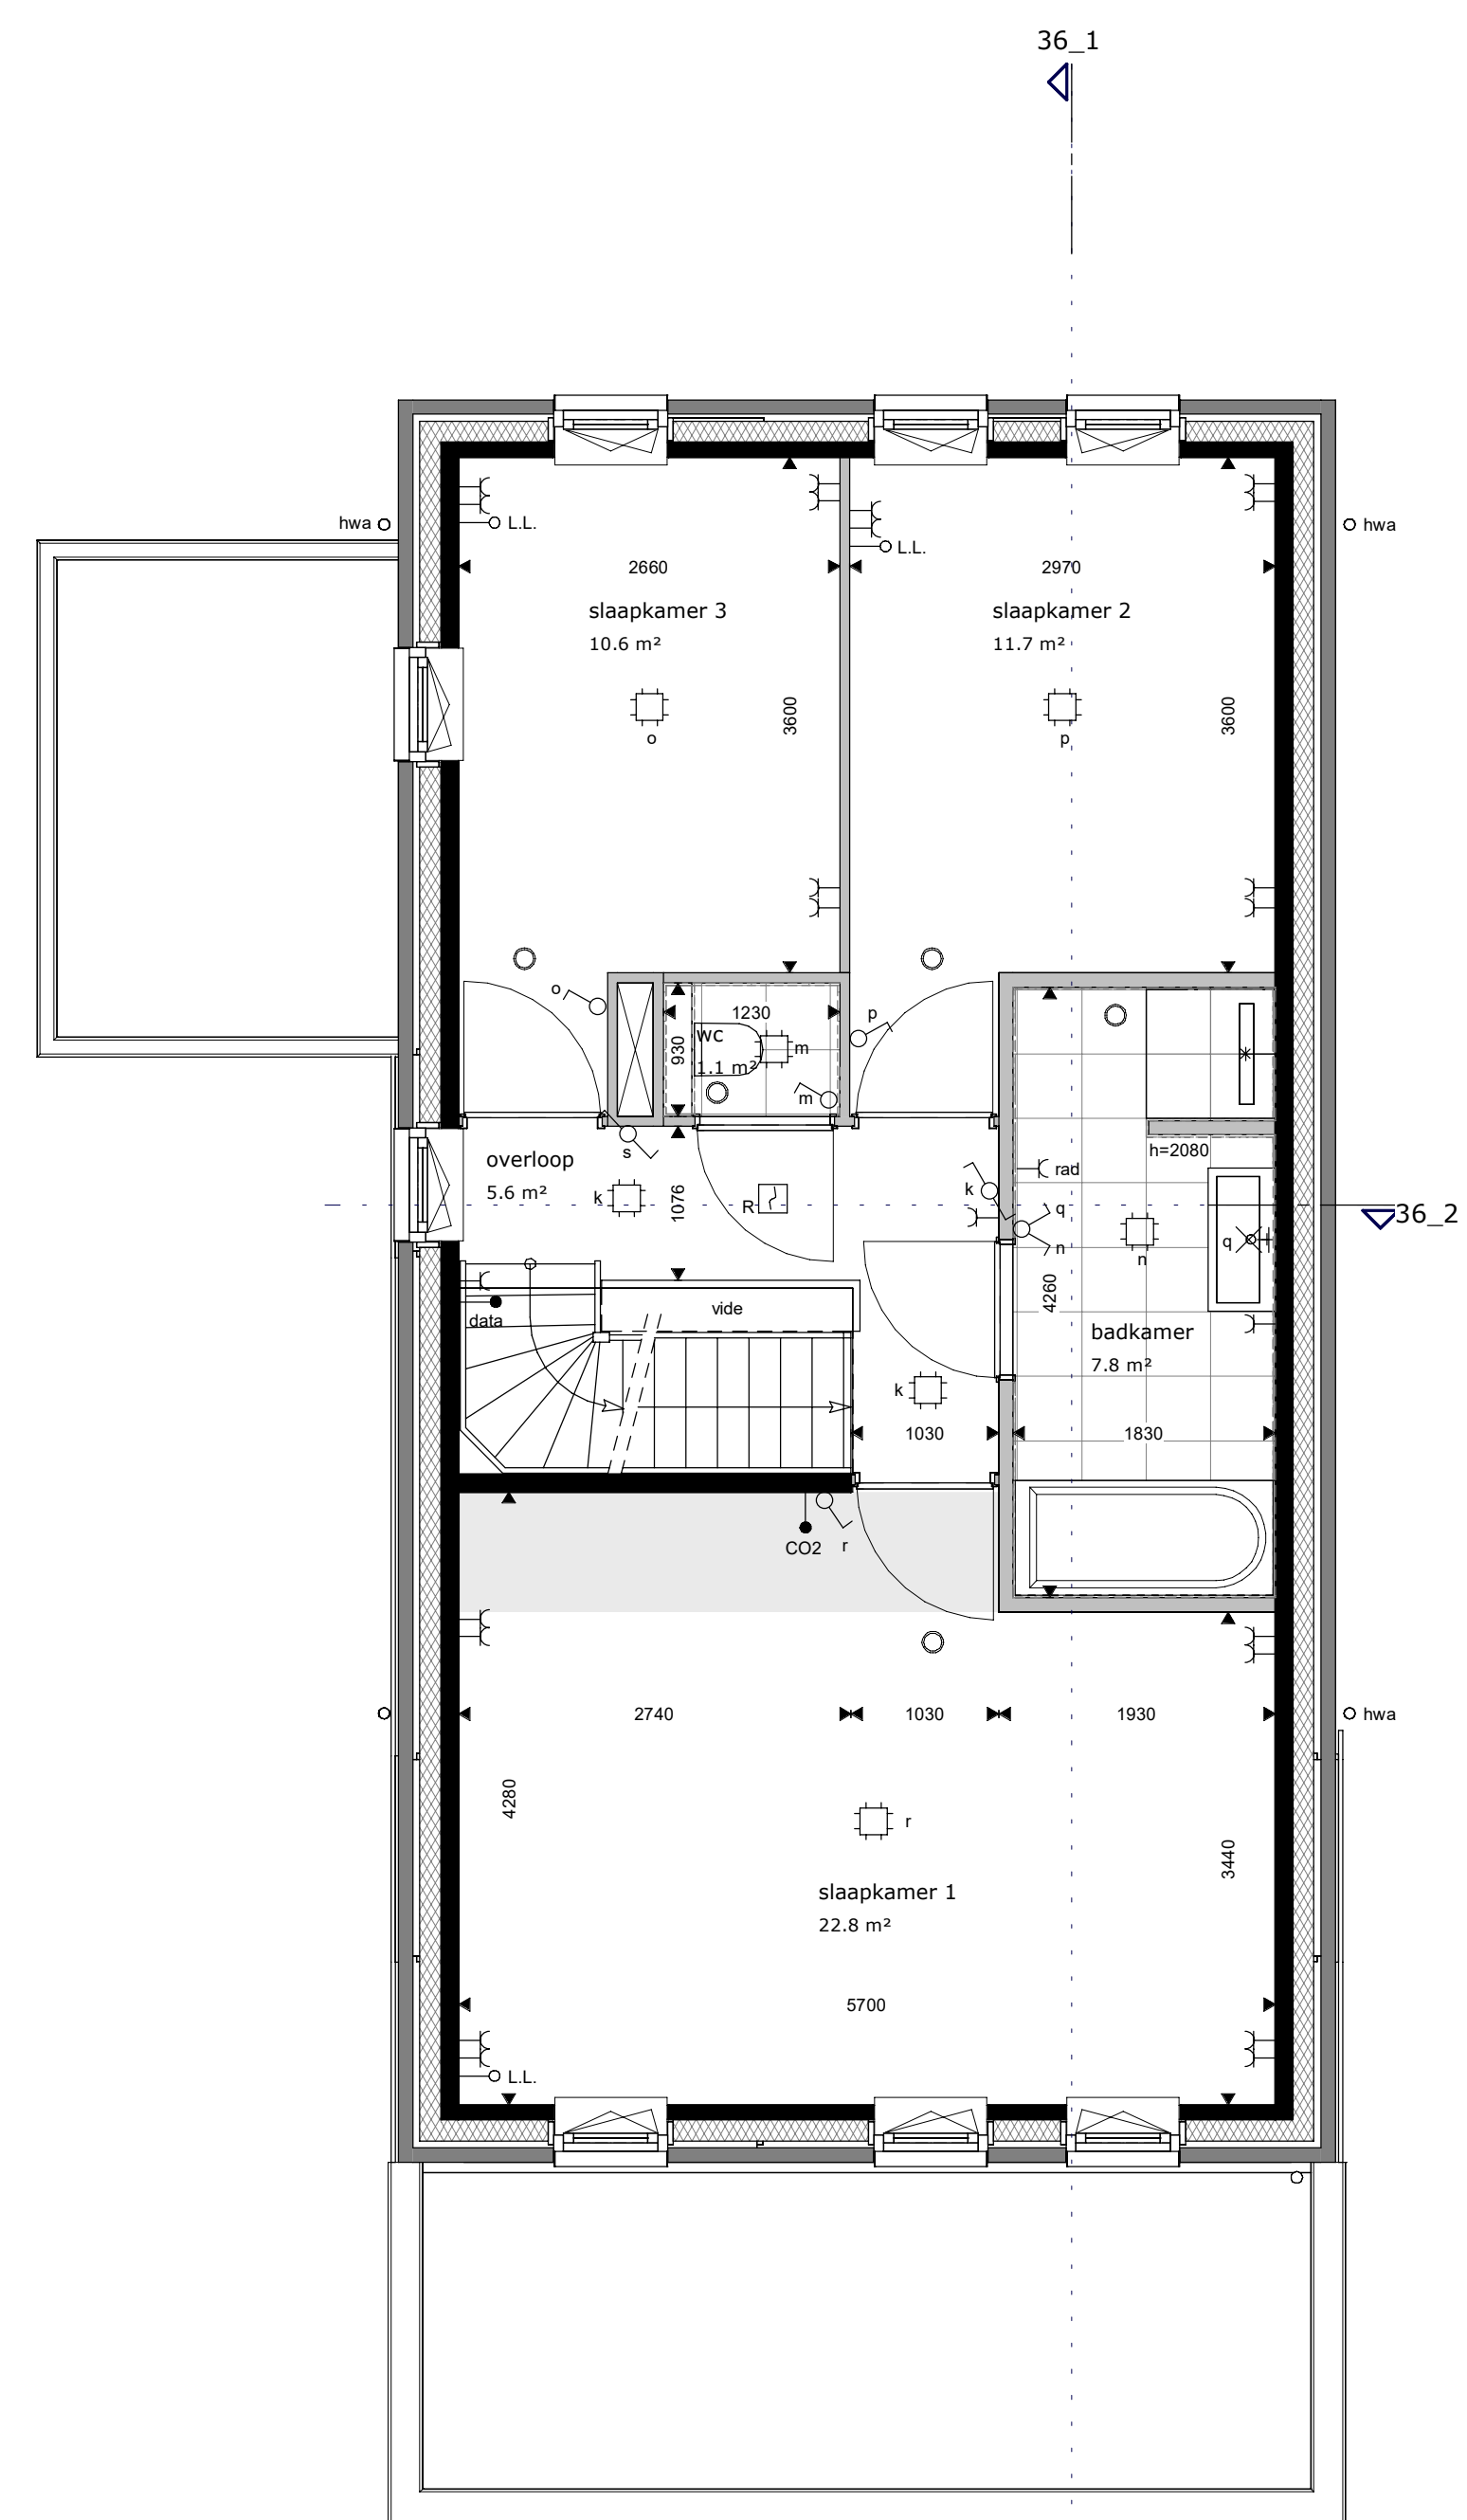 36_1
hwa
L.L.
L.L.
hwa
2660
2970
slaapkamer 3
10.6 m²
slaapkamer 2
11.7 m²
3600
3600
o
p
o
1230
p
wc
930
1.1 m²
m
m
s
overloop
5.6 m²
k
1076
R
k
h=2080
rad
q
n
n
q
36_2
4260
data
vide
badkamer
7.8 m²
k
1030
1830
CO2
r
2740
1030
1930
hwa
4280
r
3440
slaapkamer 1
22.8 m²
5700
L.L.